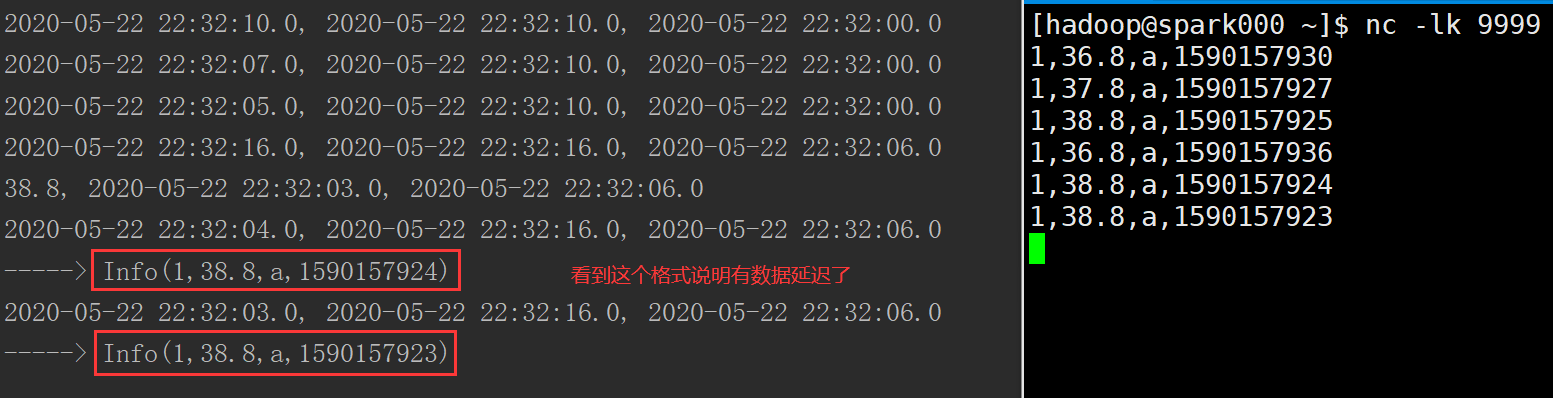 2020-05-22 22:32:10.0, 2020-05-22 22:32:10.0, 2020-05-22 22:32:00.0
2020-05-22 22:32:07.0, 2020-05-22 22:32:10.0, 2020-05-22 22:32:00.0
2020-05-22 22:32:05.0, 2020-05-22 22:32:10.0, 2020-05-22 22:32:00.0
2020-05-22 22:32:16.0, 2020-05-22 22:32:16.0, 2020-05-22 22:32:06.0
38.8, 2020-05-22 22:32:03.0, 2020-05-22 22:32:06.0
2020-05-22 22:32:04.0, 2020-05-22 22:32:16.0, 2020-05-22 22:32:06.0
-----> Info(1,38.8,a,1590157924)
看到这个格式说明有数据延迟了
2020-05-22 22:32:03.0, 2020-05-22 22:32:16.0, 2020-05-22 22:32:06.0
-----> Info(1,38.8,a,1590157923)
[hadoop@spark000 ~]$ nc -lk 9999
1,36.8,a,1590157930
1,37.8,a,1590157927
1,38.8,a,1590157925
1,36.8,a,1590157936
1,38.8,a,1590157924
1,38.8,a,1590157923